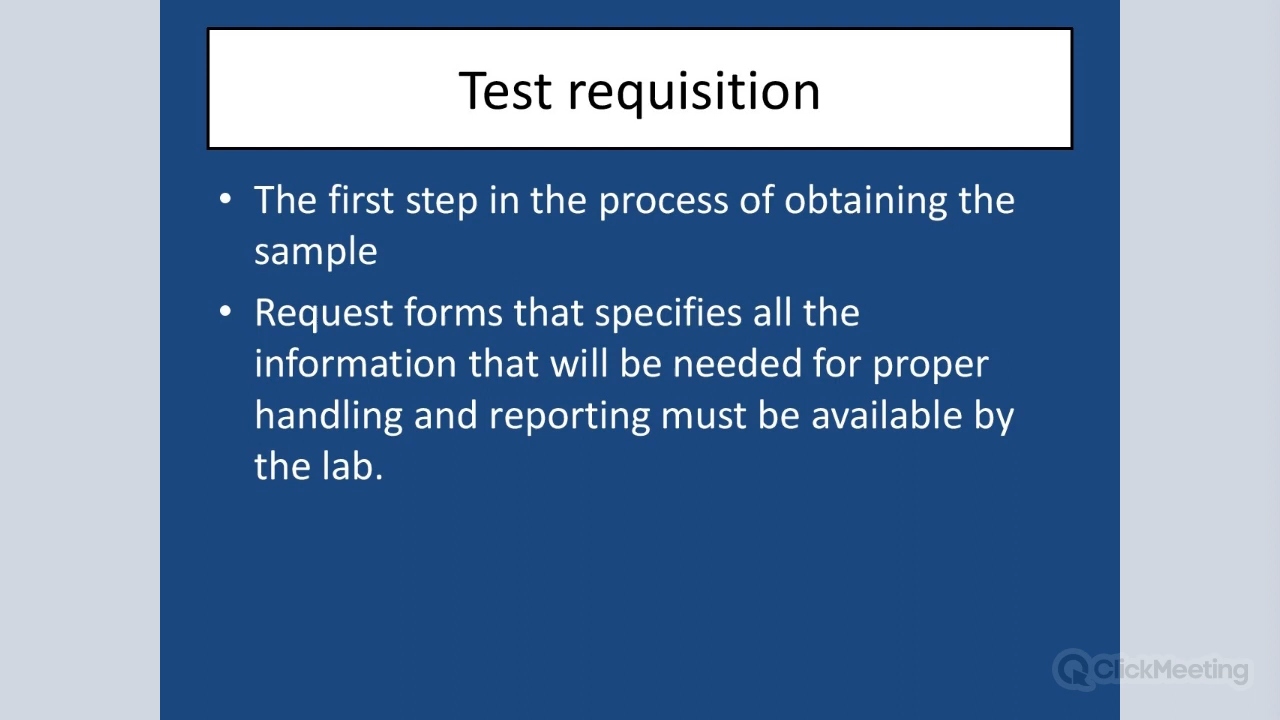 Test requisition
• The first step in the process of obtaining the
sample
• Request forms that specifies all the
information that will be needed for proper
handling and reporting must be available by
the lab.
ClickMeeting